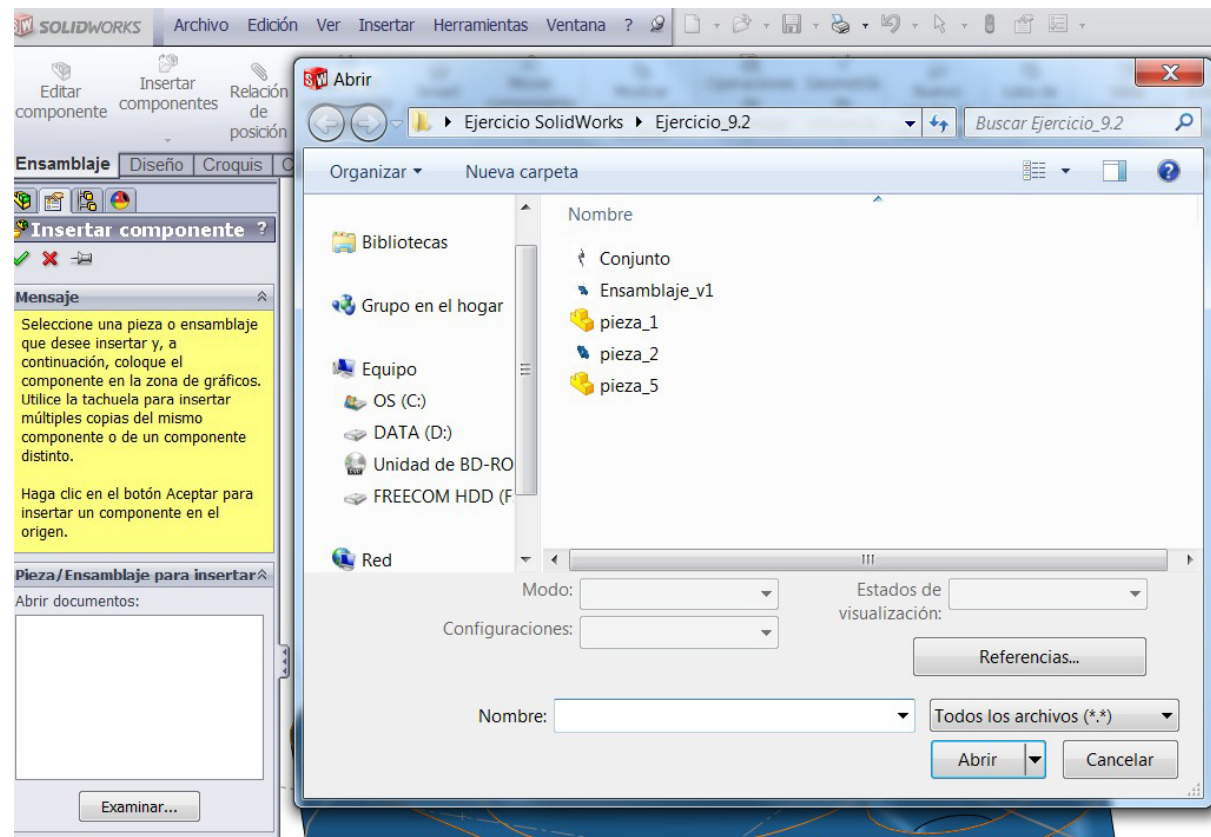 SOLIDWORKS Archivo Edición Ver Insertar Herramientas Ventana ?
Editar
componente
Insertar
componentes
Relación
de
posición
Ensamblaje Diseño Croquis
Insertar componente ?
Mensaje
Seleccione una pieza o ensamblaje
que desee insertar y, a
continuación, coloque el
componente en la zona de gráficos.
Utilice la tachuela para insertar
múltiples copias del mismo
componente o de un componente
distinto.
Haga clic en el botón Aceptar para
insertar un componente en el
origen.
Pieza/Ensamblaje para insertar
Abrir documentos:
Examinar...
Abrir
Ejercicio SolidWorks Ejercicio_9.2
Buscar Ejercicio_9.2
Organizar Nueva carpeta
Bibliotecas
Grupo en el hogar
Equipo
OS (C:)
DATA (D:)
Unidad de BD-RO
FREECOM HDD (F
Red
Nombre
Conjunto
Ensamblaje_v1
pieza_1
pieza_2
pieza_5
Modo:
Configuraciones:
Estados de
visualización:
Referencias...
Nombre:
Todos los archivos (*.*)
Abrir Cancelar